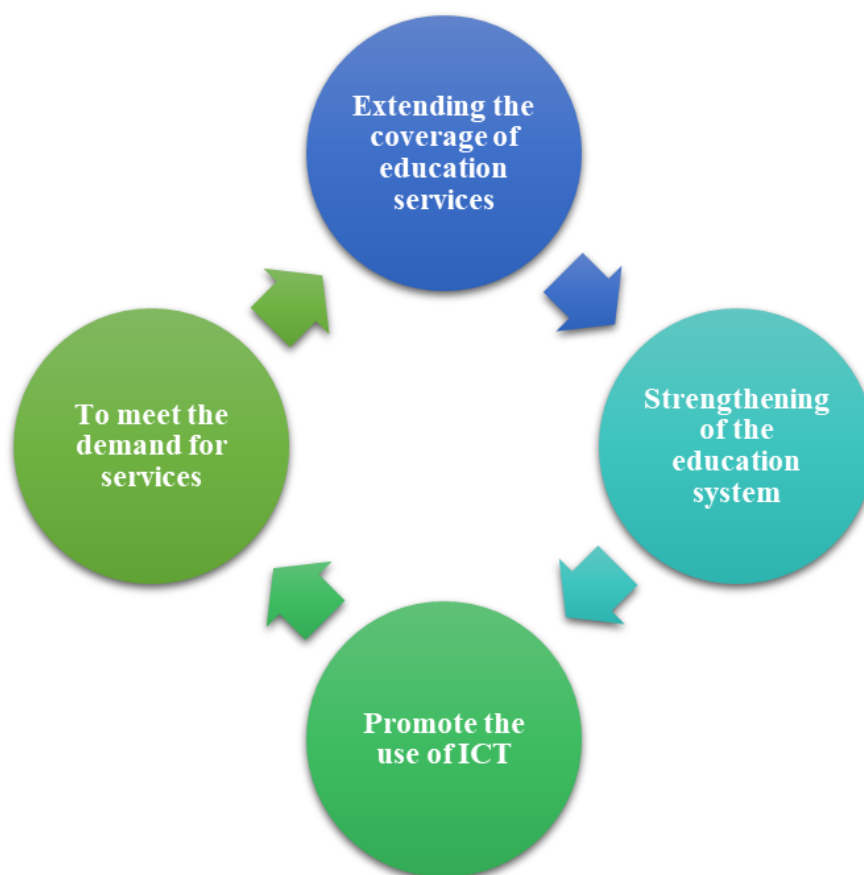 Extending the
coverage of
education
services
Strengthening
of the
education
system
Promote the
use of ICT
To meet the
demand for
services